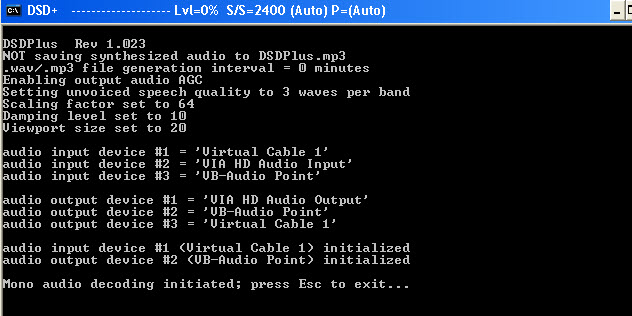 DSD+ -------------------- Lvl=0% S/S=2400 (Auto) P=(Auto)
DSDPlus Rev 1.023
NOT saving synthesized audio to DSDPlus.mp3
.wav/.mp3 file generation interval = 0 minutes
Enabling output audio AGC
Setting unvoiced speech quality to 3 waves per band
Scaling factor set to 64
Damping level set to 10
Viewport size set to 20
audio input device #1 = 'Virtual Cable 1'
audio input device #2 = 'VIA HD Audio Input'
audio input device #3 = 'VB-Audio Point'
audio output device #1 = 'VIA HD Audio Output'
audio output device #2 = 'VB-Audio Point'
audio output device #3 = 'Virtual Cable 1'
audio input device #1 (Virtual Cable 1) initialized
audio output device #2 (VB-Audio Point) initialized
Mono audio decoding initiated; press Esc to exit...